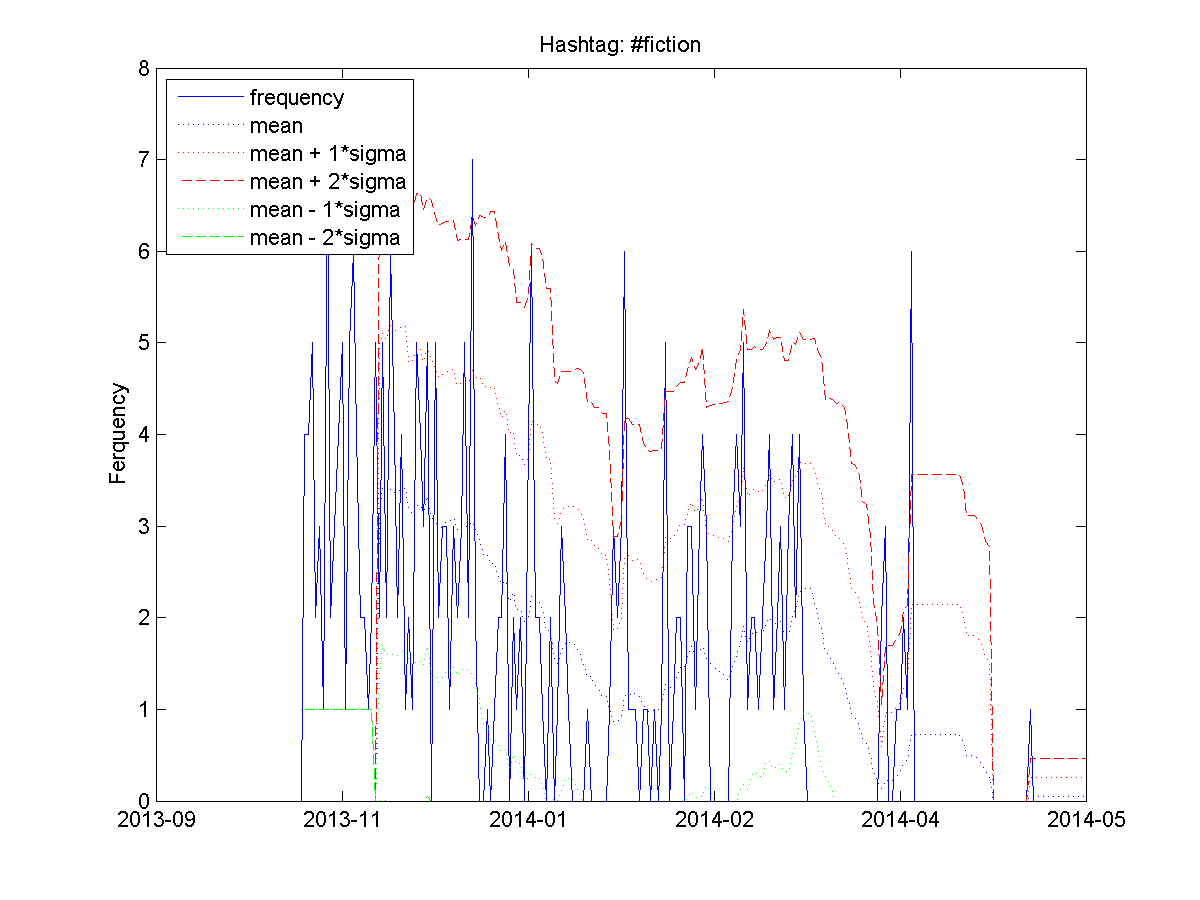 Hashtag: #fiction
8
7
6
5
4
3
2
1
0
Ferquency
frequency
mean
mean + 1*sigma
mean + 2*sigma
mean - 1*sigma
mean - 2*sigma
2013-09 2013-11 2014-01 2014-02 2014-04 2014-05